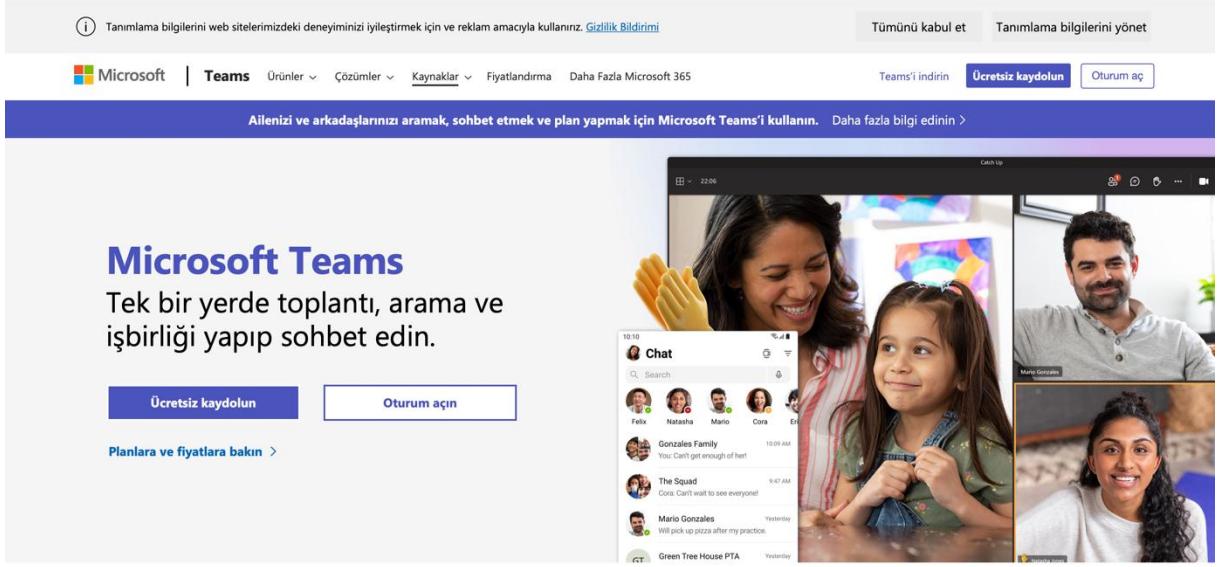 Tanımlama bilgilerini web sitelerimizdeki deneyiminizi iyileştirmek için ve reklam amacıyla kullanırız. Gizlilik Bildirimi
Tümünü kabul et
Tanımlama bilgilerini yönet
Microsoft
Teams
Ürünler
Çözümler
Kaynaklar
Fiyatlandırma
Daha Fazla Microsoft 365
Teams'i indirin
Ücretsiz kaydolun
Oturum aç
Ailenizi ve arkadaşlarınızı aramak, sohbet etmek ve plan yapmak için Microsoft Teams'i kullanın. Daha fazla bilgi edinin
Microsoft Teams
Tek bir yerde toplantı, arama ve
işbirliği yapıp sohbet edin.
Ücretsiz kaydolun
Oturum açın
Planlara ve fiyatlara bakın
Catch Up
22:06
1
Mario Gonzales
Natasha Jones
10:10
Chat
Search
Felix
Natasha
Mario
Cora
Eri
Gonzales Family
10:09 AM
You: Can't get enough of her!
The Squad
9:47 AM
Cora: Can't wait to see everyone!
Mario Gonzales
Yesterday
Will pick up pizza after my practice.
GT
Green Tree House PTA
Yesterday